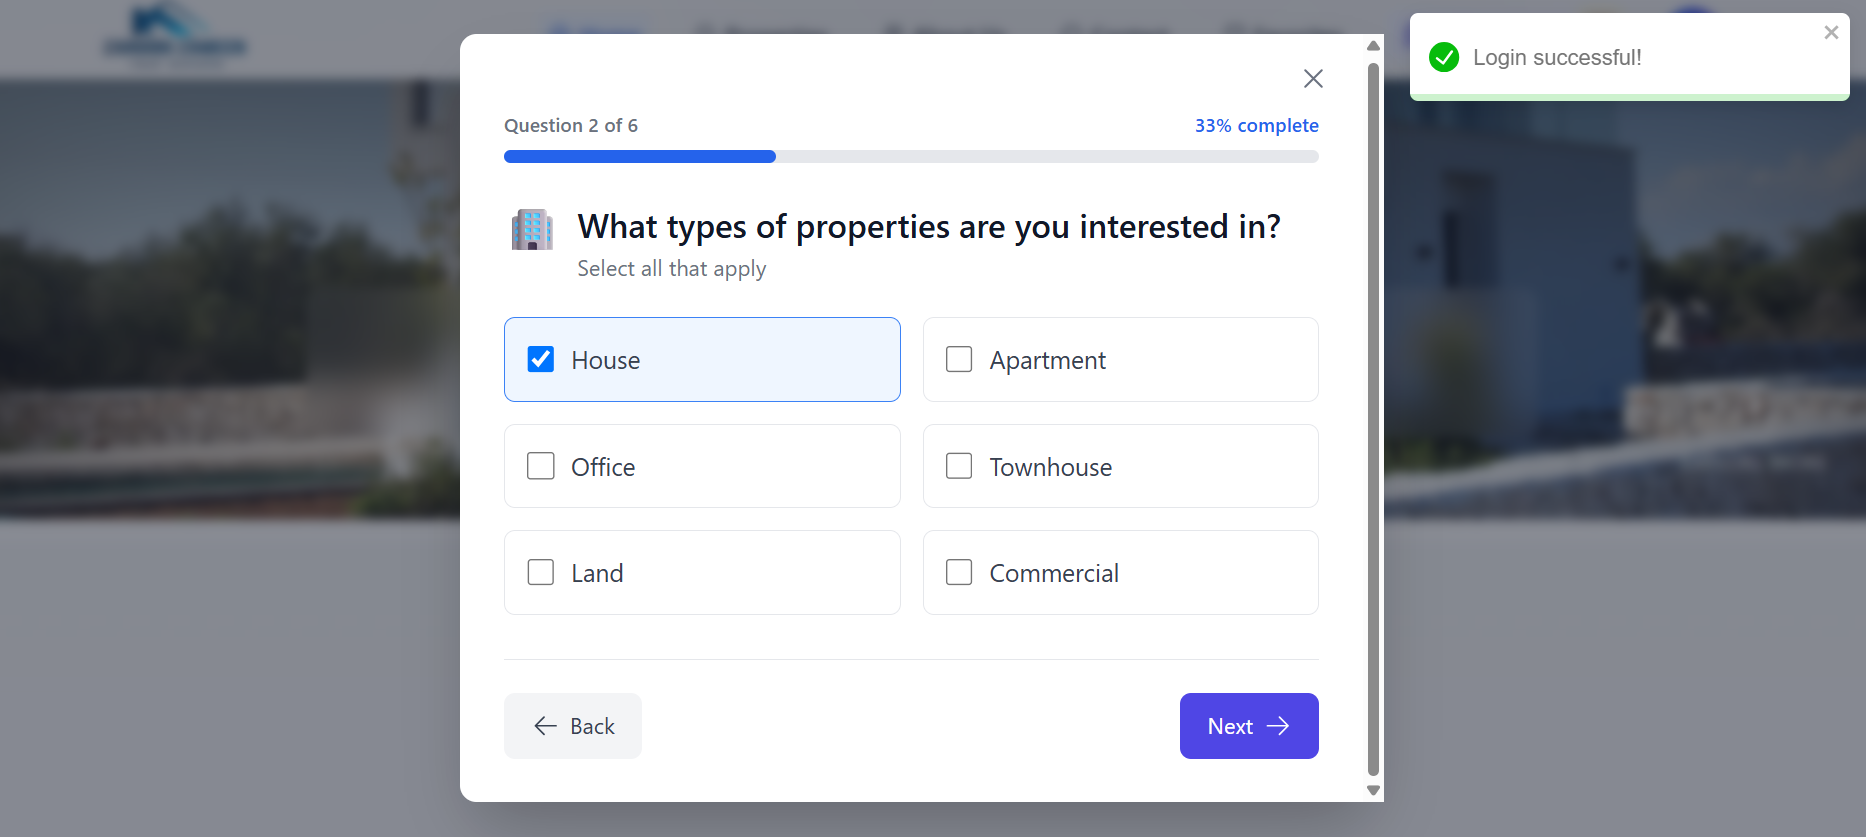 Login successful!
Question 2 of 6
33% complete
What types of properties are you interested in?
Select all that apply
House
Apartment
Office
Townhouse
Land
Commercial
Back
Next